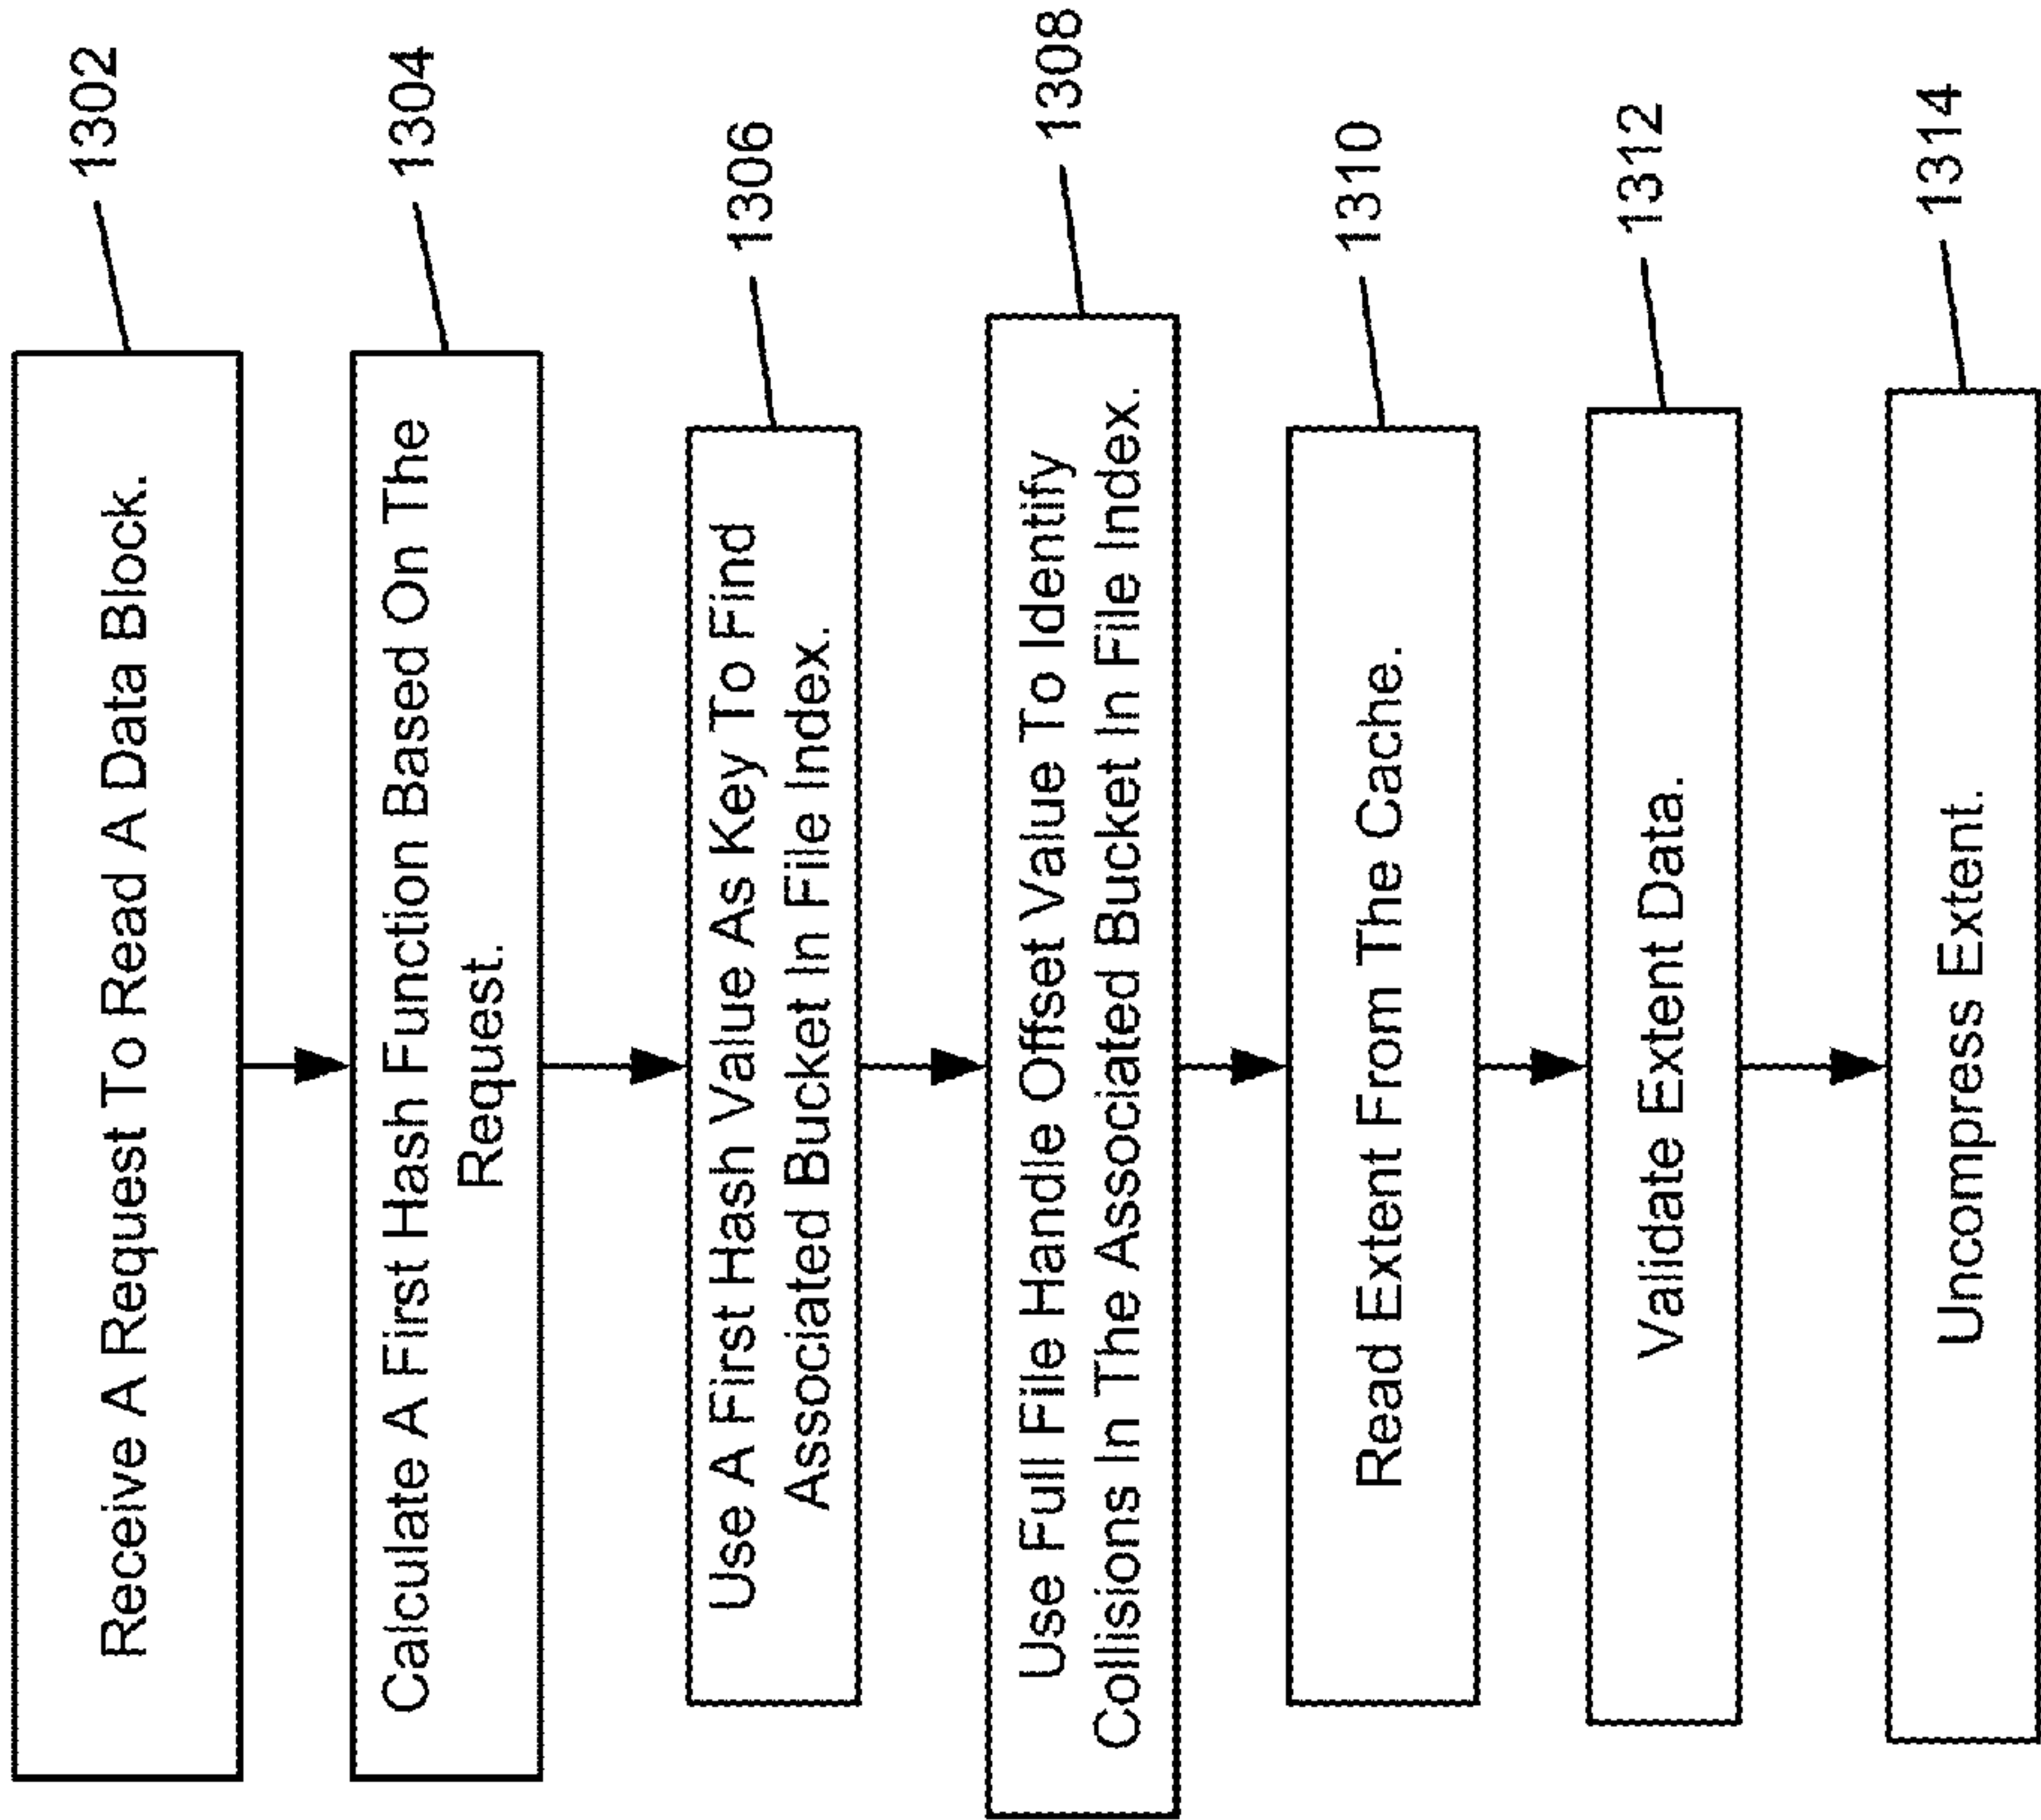 Receive A Request To Read A Data Block.
1302
Calculate A First Hash Function Based On The
Request.
1304
Use A First Hash Value As Key To Find
Associated Bucket In File Index.
1306
Use Full File Handle Offset Value To Identify
Collisions In The Associated Bucket In File Index.
1308
Read Extent From The Cache.
1310
Validate Extent Data.
1312
Uncompress Extent.
1314